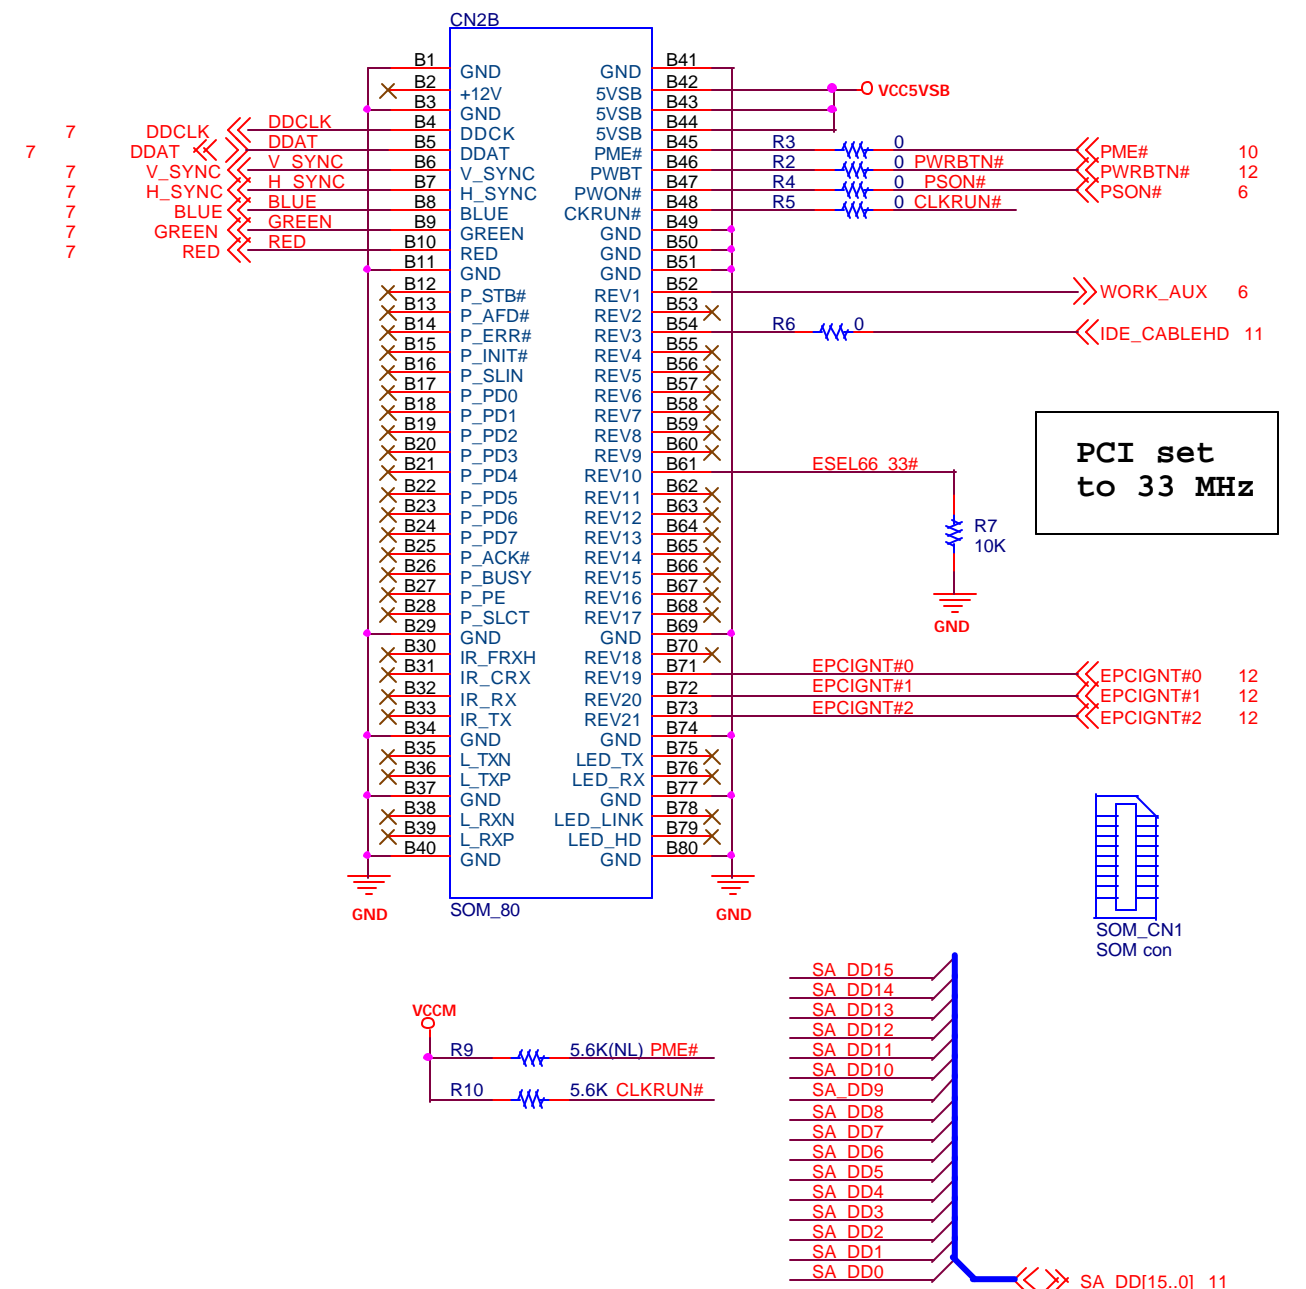 CN2B
B1 GND GND B41
B2 +12V 5VSB B42 VCC5VSB
B3 GND 5VSB B43
7 DDCLK DDCLK B4 DDCK 5VSB B44
7 DDAT DDAT B5 DDAT PME# B45 R3 0 PME# 10
7 V_SYNC V_SYNC B6 V_SYNC PWBT B46 R2 0 PWRBTN# PWRBTN# 12
7 H_SYNC H_SYNC B7 H_SYNC PWON# B47 R4 0 PSON# PSON# 6
7 BLUE BLUE B8 BLUE CKRUN# B48 R5 0 CLKRUN#
7 GREEN GREEN B9 GREEN GND B49
7 RED RED B10 RED GND B50
B11 GND GND B51
B12 P_STB# REV1 B52 WORK_AUX 6
B13 P_AFD# REV2 B53
B14 P_ERR# REV3 B54 R6 0 IDE_CABLEHD 11
B15 P_INIT# REV4 B55
B16 P_SLIN REV5 B56
B17 P_PD0 REV6 B57
B18 P_PD1 REV7 B58
B19 P_PD2 REV8 B59
B20 P_PD3 REV9 B60
B21 P_PD4 REV10 B61 ESEL66_33#
B22 P_PD5 REV11 B62
B23 P_PD6 REV12 B63
B24 P_PD7 REV13 B64
B25 P_ACK# REV14 B65
B26 P_BUSY REV15 B66
B27 P_PE REV16 B67
B28 P_SLCT REV17 B68
B29 GND GND B69
B30 IR_FRXH REV18 B70
B31 IR_CRX REV19 B71 EPCIGNT#0 EPCIGNT#0 12
B32 IR_RX REV20 B72 EPCIGNT#1 EPCIGNT#1 12
B33 IR_TX REV21 B73 EPCIGNT#2 EPCIGNT#2 12
B34 GND GND B74
B35 L_TXN LED_TX B75
B36 L_TXP LED_RX B76
B37 GND GND B77
B38 L_RXN LED_LINK B78
B39 L_RXP LED_HD B79
B40 GND GND B80
GND
SOM_80
GND
PCI set
to 33 MHz
R7
10K
GND
SOM_CN1
SOM con
VCCM
R9 5.6K(NL) PME#
R10 5.6K CLKRUN#
SA_DD15
SA_DD14
SA_DD13
SA_DD12
SA_DD11
SA_DD10
SA_DD9
SA_DD8
SA_DD7
SA_DD6
SA_DD5
SA_DD4
SA_DD3
SA_DD2
SA_DD1
SA_DD0
SA_DD[15..0] 11